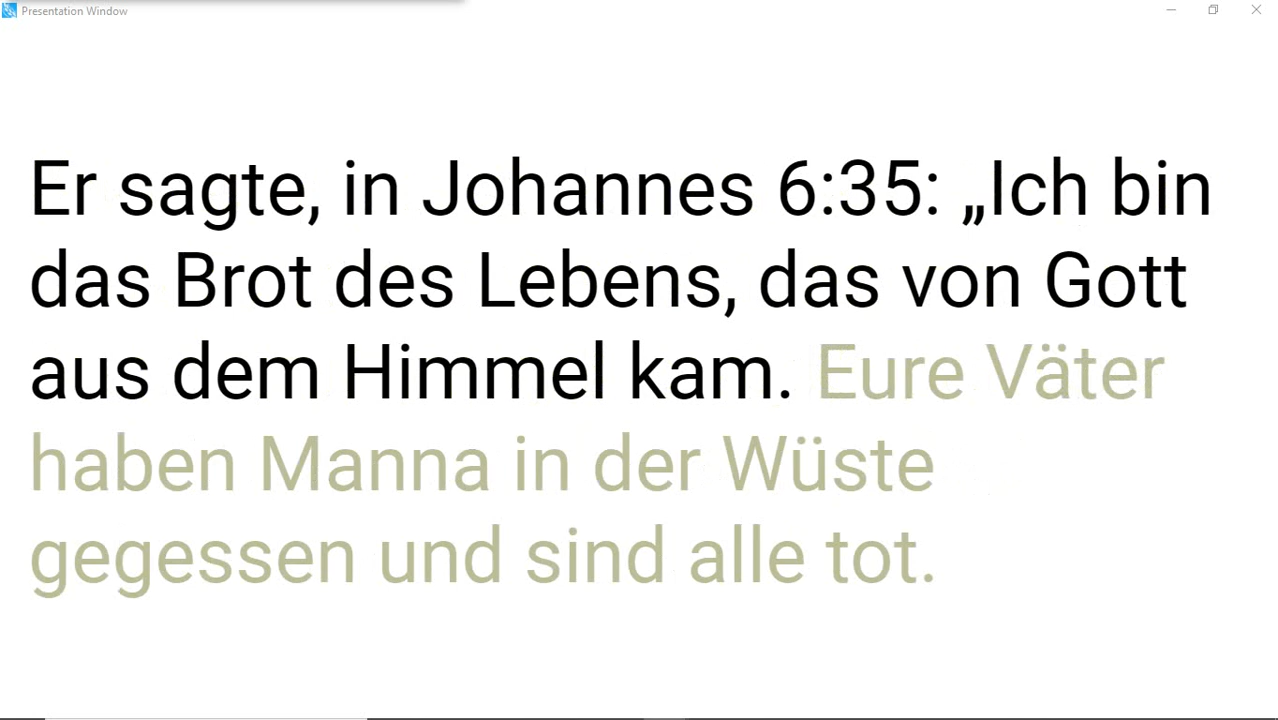 Presentation Window
Er sagte, in Johannes 6:35: „Ich bin
das Brot des Lebens, das von Gott
aus dem Himmel kam. Eure Väter
haben Manna in der Wüste
gegessen und sind alle tot.